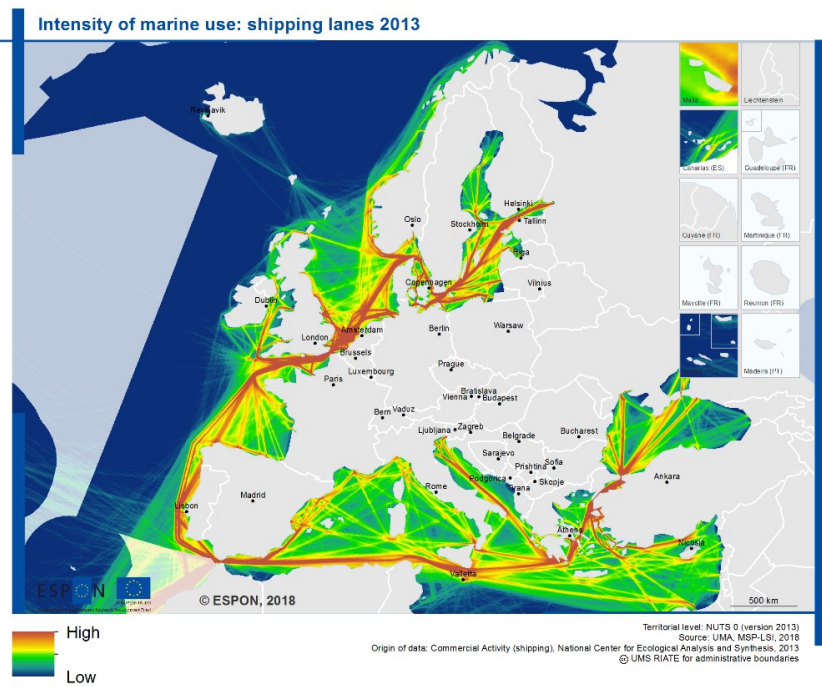 Intensity of marine use: shipping lanes 2013
Reykjavik
Malta
Liechtenstein
Canarias (ES)
Guadeloupe (FR)
Guyane (FR)
Martinique (FR)
Mayotte (FR)
Reunion (FR)
Madeira (PT)
Helsinki
Oslo
Tallinn
Stockholm
Riga
Copenhagen
Vilnius
Dublin
Amsterdam
Berlin
Warsaw
London
Brussels
Luxembourg
Prague
Paris
Bratislava
Vienna
Budapest
Bern
Vaduz
Ljubljana
Zagreb
Bucharest
Belgrade
Sarajevo
Sofia
Prishtina
Podgorica
Skopje
Ankara
Rome
Tirana
Madrid
Lisbon
Athens
Nicosia
Valletta
ESPON
© ESPON, 2018
500 km
High
Low
Territorial level: NUTS 0 (version 2013)
Source: UMA, MSP-LSI, 2018
Origin of data: Commercial Activity (shipping), National Center for Ecological Analysis and Synthesis, 2013
UMS RIATE for administrative boundaries